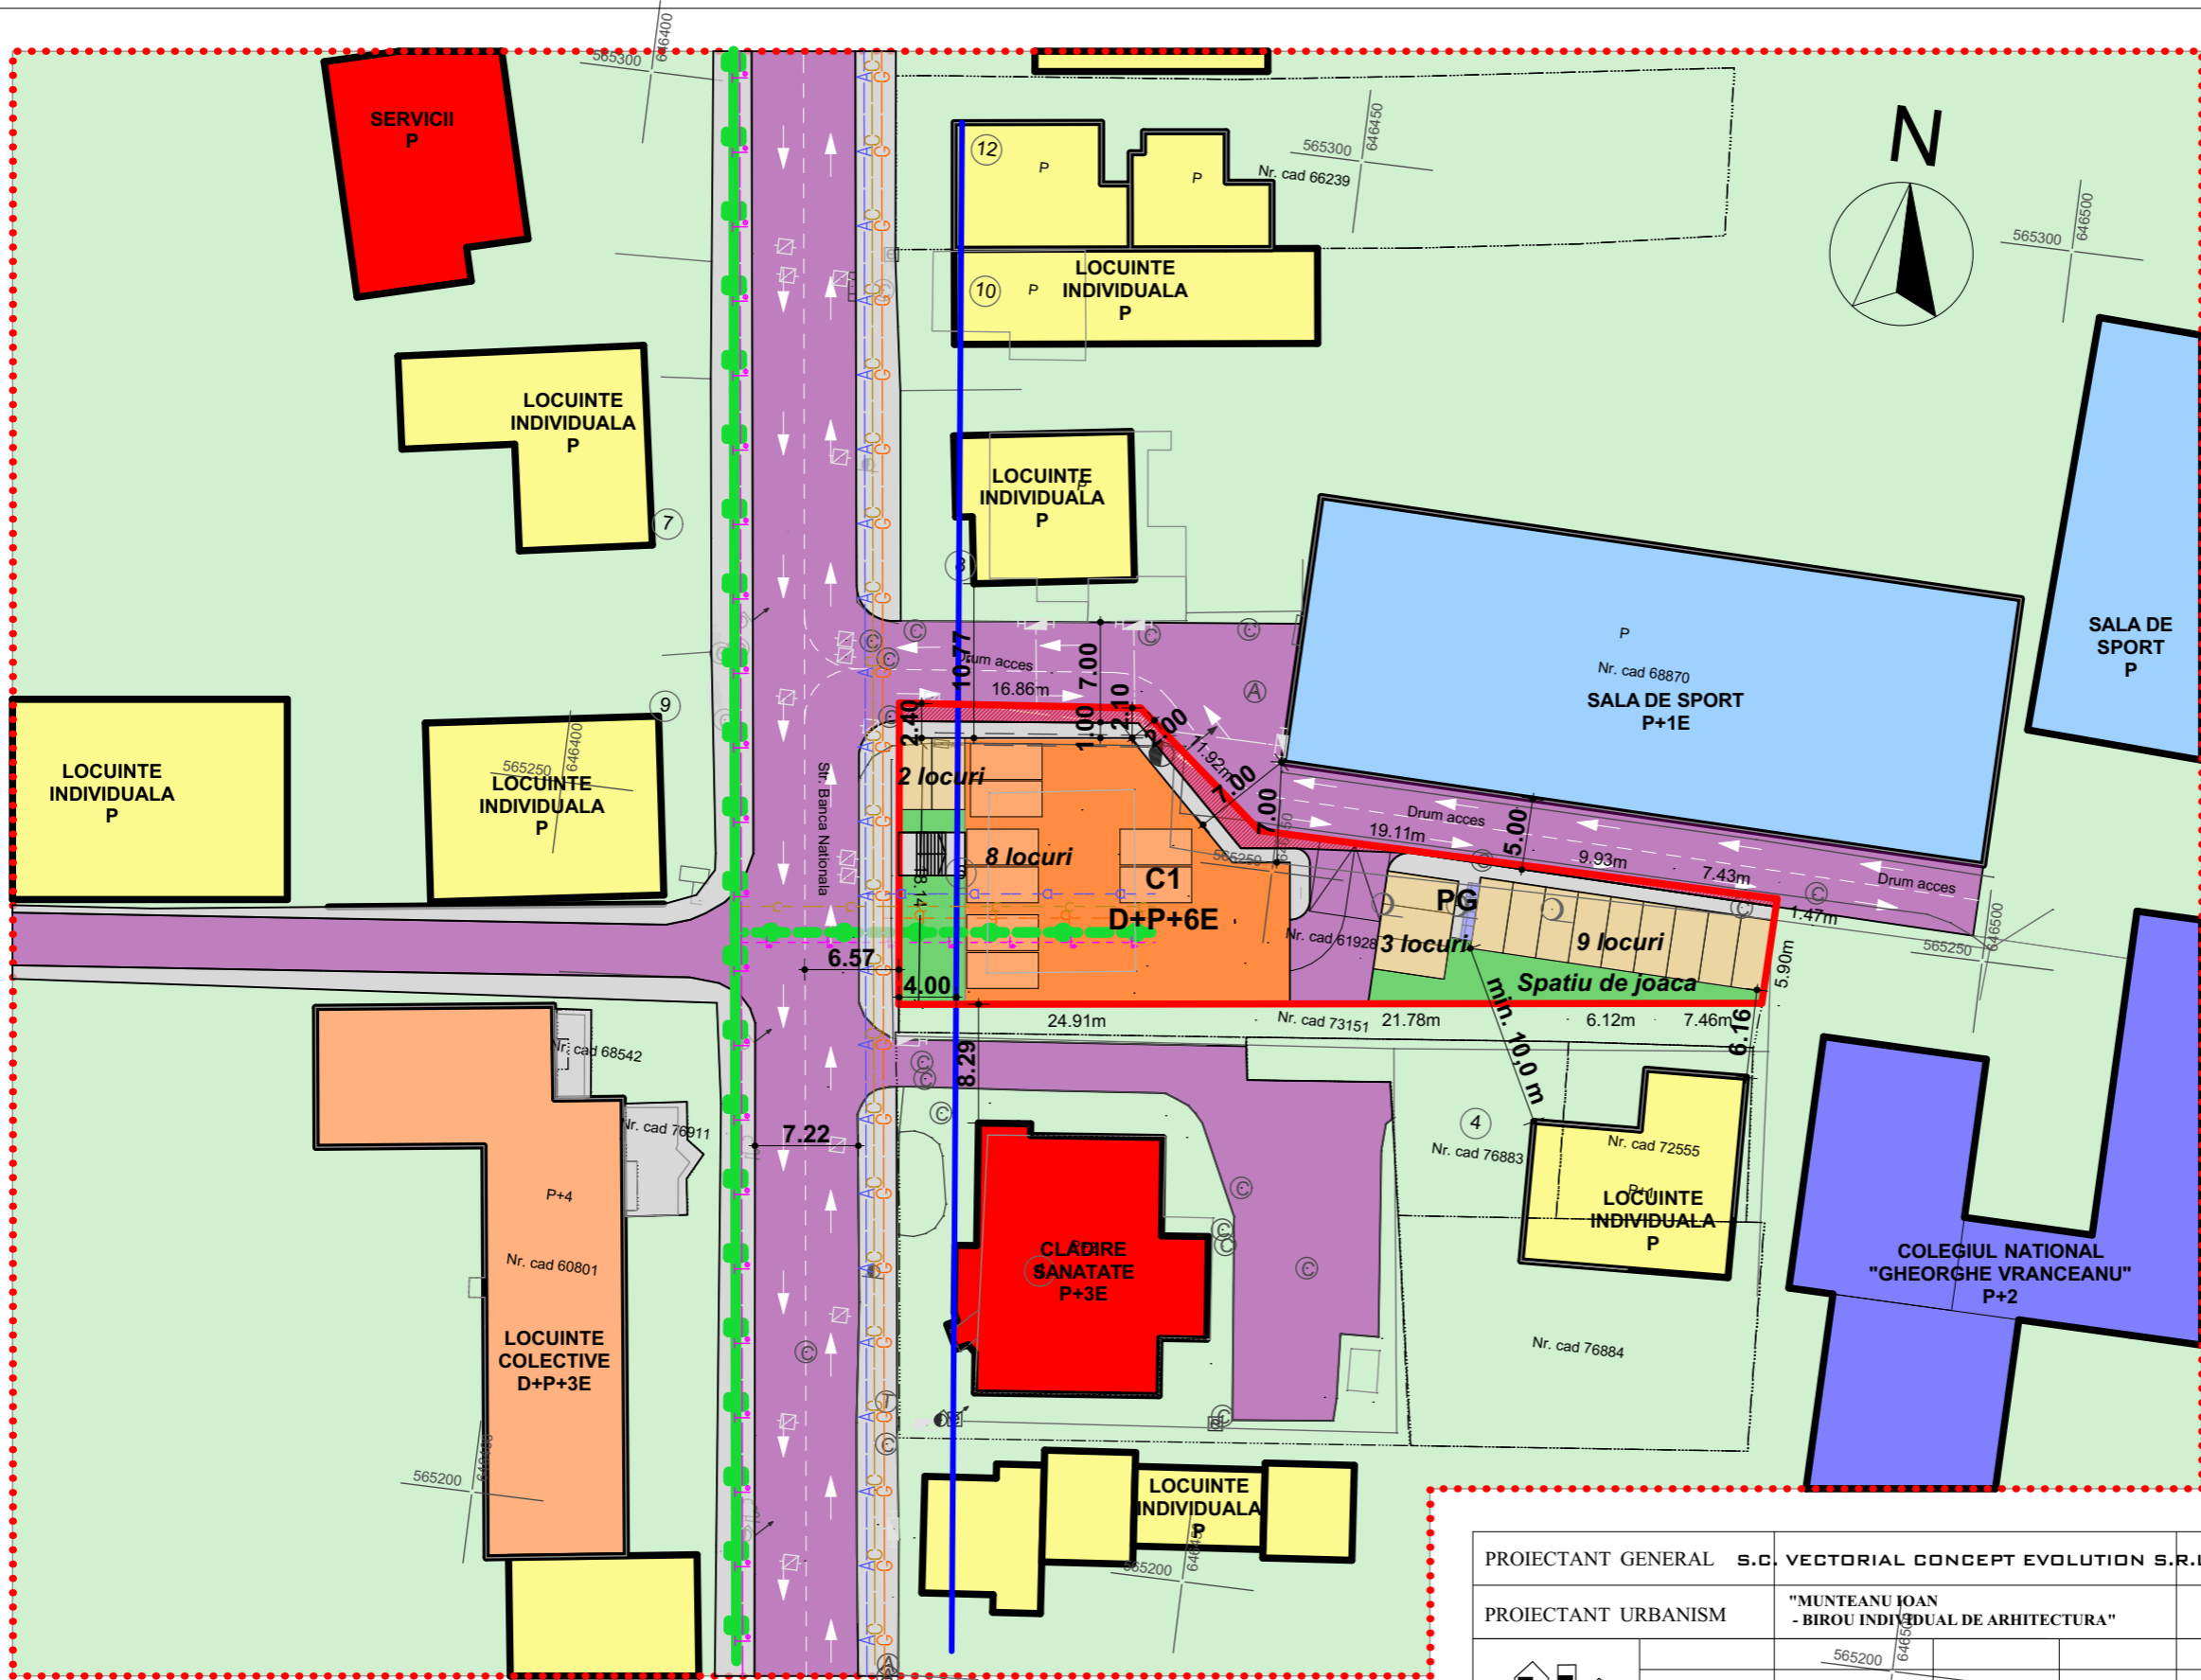 565300
646400
SERVICII
P
12
P
P
565300
646450
Nr. cad 66239
N
565300
646500
LOCUINTE
INDIVIDUALA
P
10
P
LOCUINTE
INDIVIDUALA
P
7
LOCUINTE
INDIVIDUALA
P
8
SALA DE
SPORT
P
P
Nr. cad 68870
SALA DE SPORT
P+1E
9
LOCUINTE
INDIVIDUALA
P
565250
646400
LOCUINTE
INDIVIDUALA
P
Str. Banca Nationala
10.77
Drum acces
16.86m
7.00
1.00
2.10
2.00
2.40
11.92m
7.00
7.00
A
2 locuri
8 locuri
C1
D+P+6E
565250
19.11m
Drum acces
5.00
9.93m
7.43m
Drum acces
1.47m
PG
3 locuri
9 locuri
Spatiu de joaca
Nr. cad 61928
5.90m
565250
646500
6.57
4.00
24.91m
Nr. cad 73151
21.78m
6.12m
7.46m
6.16
min. 10,0 m
8.29
7.22
Nr. cad 68542
Nr. cad 76911
P+4
Nr. cad 60801
LOCUINTE
COLECTIVE
D+P+3E
565200
4
Nr. cad 76883
Nr. cad 72555
LOCUINTE
INDIVIDUALA
P
CLADIRE
SANATATE
P+3E
Nr. cad 76884
COLEGIUL NATIONAL
"GHEORGHE VRANCEANU"
P+2
LOCUINTE
INDIVIDUALA
P
565200
646450
PROIECTANT GENERAL S.C. VECTORIAL CONCEPT EVOLUTION S.R.L
PROIECTANT URBANISM
"MUNTEANU IOAN
- BIROU INDIVIDUAL DE ARHITECTURA"
565200
646500